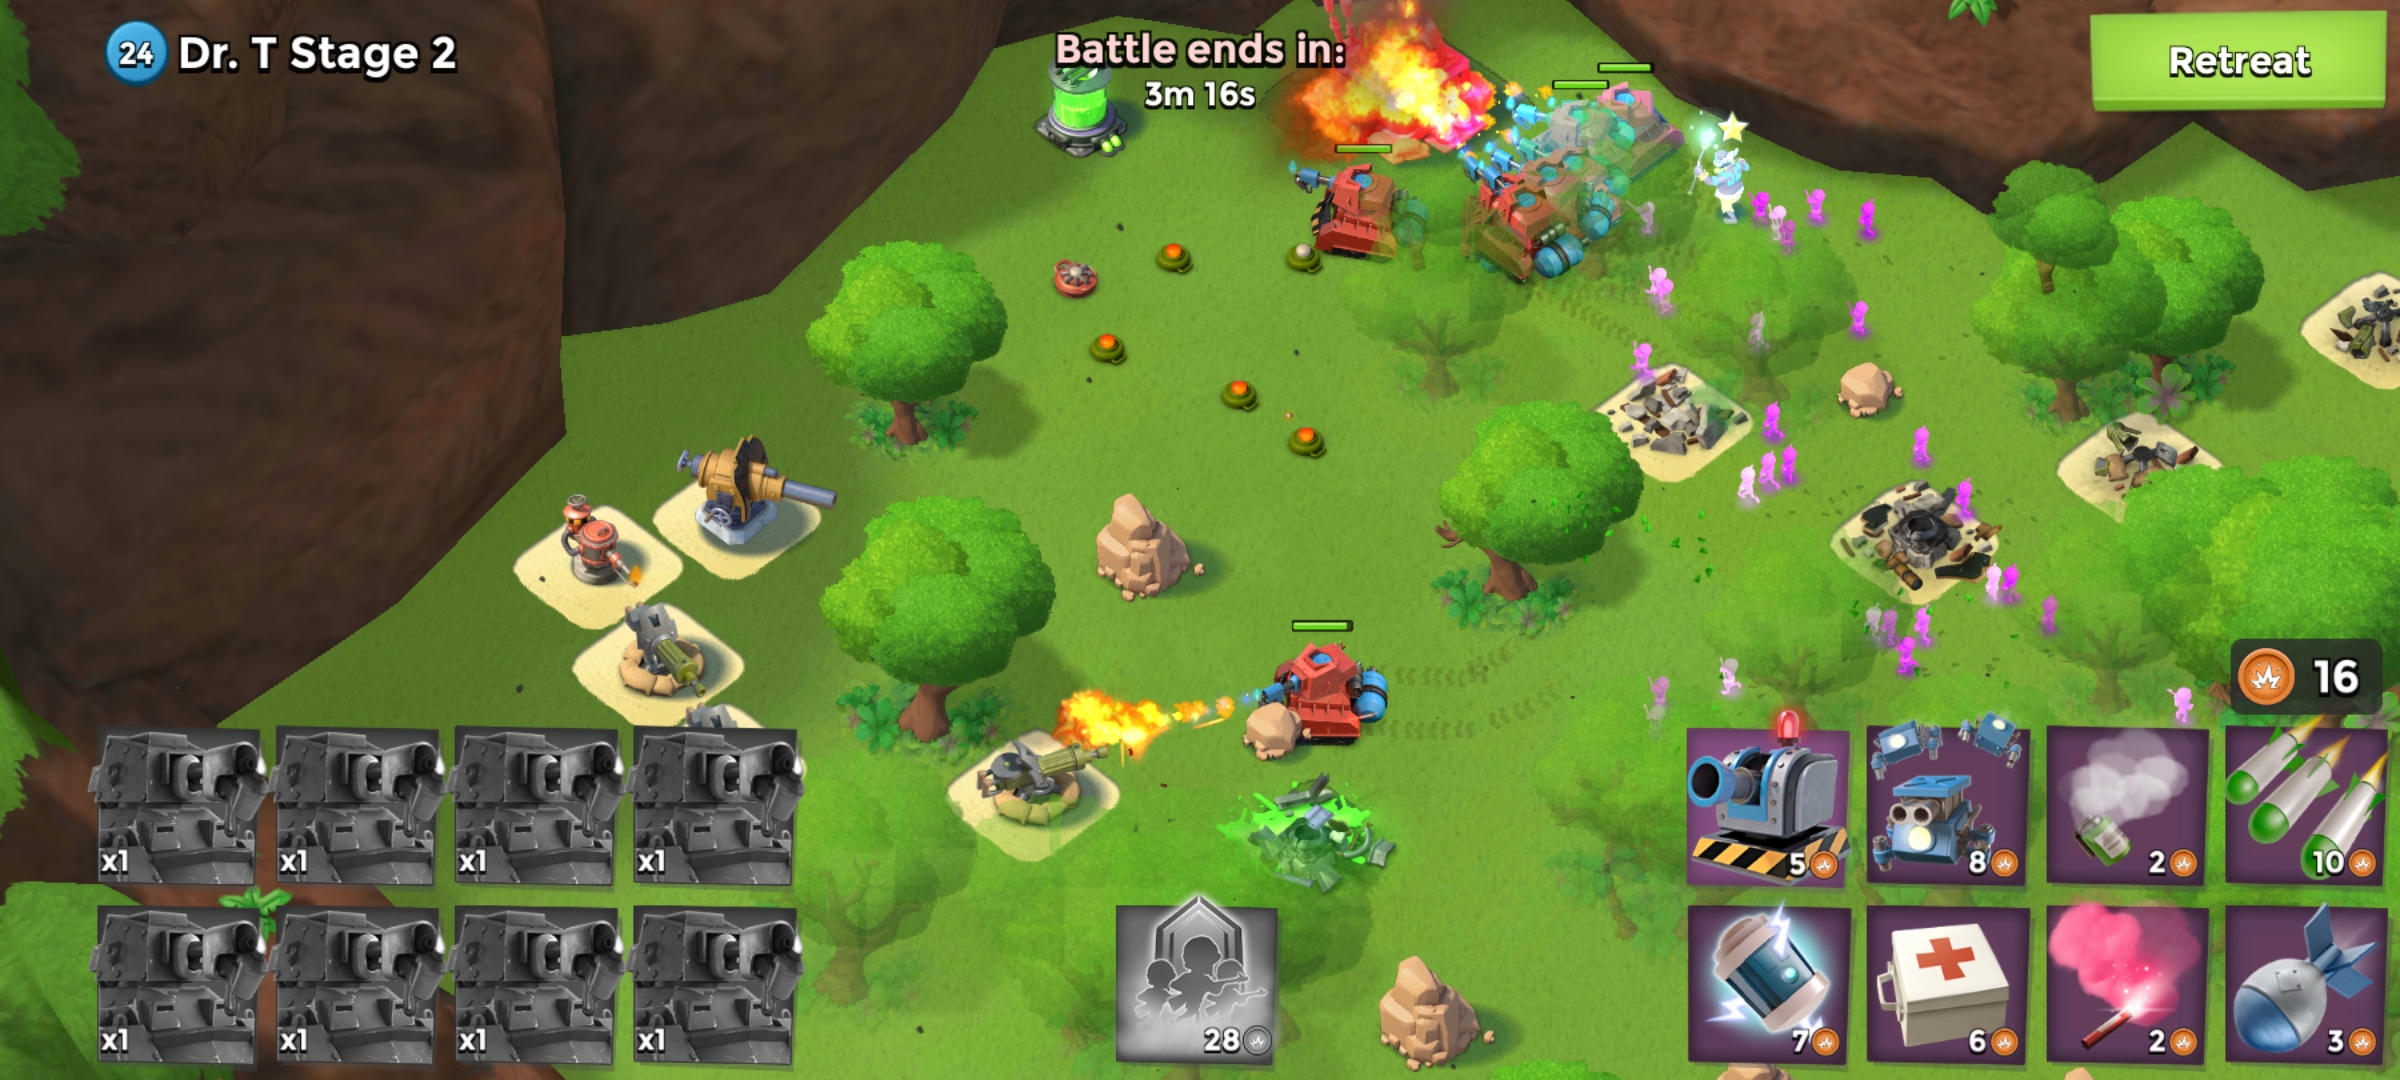 24 Dr. T Stage 2
Battle ends in:
3m 16s
Retreat
16
x1 x1 x1 x1
5 8 2 10
x1 x1 x1 x1
28
7 6 2 3